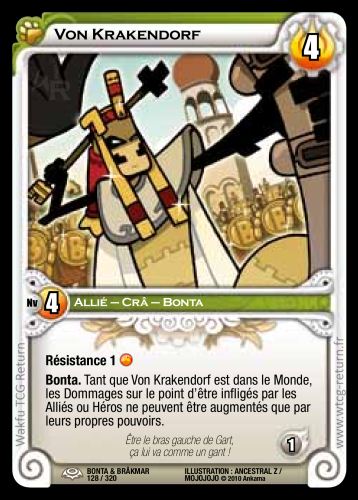 Von Krakendorf
4
Nv 4 Allié – Crâ – Bonta
Résistance 1
Bonta. Tant que Von Krakendorf est dans le Monde,
les Dommages sur le point d'être infligés par les
Alliés ou Héros ne peuvent être augmentés que par
leurs propres pouvoirs.
Être le bras gauche de Gart,
ça lui va comme un gant !
1
BONTA & BRÂKMAR
128 / 320
ILLUSTRATION : ANCESTRAL Z /
MOJOJOJO © 2010 Ankama
Wakfu TCG Return
www.wtcg-return.fr